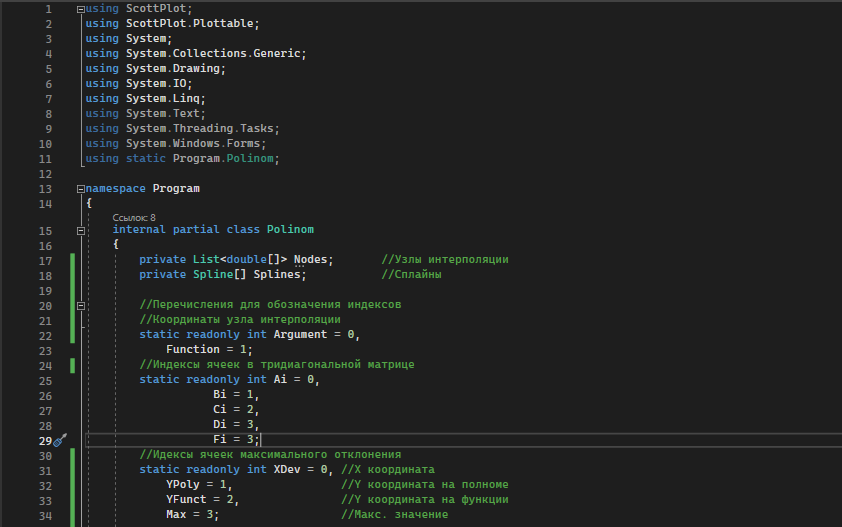 1 using ScottPlot;
2 using ScottPlot.Plottable;
3 using System;
4 using System.Collections.Generic;
5 using System.Drawing;
6 using System.IO;
7 using System.Linq;
8 using System.Text;
9 using System.Threading.Tasks;
10 using System.Windows.Forms;
11 using static Program.Polinom;
12
13 namespace Program
14 {
Ссылок: 8
15 internal partial class Polinom
16 {
17 private List<double[]> Nodes; //Узлы интерполяции
18 private Spline[] Splines; //Сплайны
19
20 //Перечисления для обозначения индексов
21 //Координаты узла интерполяции
22 static readonly int Argument = 0,
23 Function = 1;
24 //Индексы ячеек в тридиагональной матрице
25 static readonly int Ai = 0,
26 Bi = 1,
27 Ci = 2,
28 Di = 3,
29 Fi = 3;
30 //Идексы ячеек максимального отклонения
31 static readonly int XDev = 0, //X координата
32 YPoly = 1, //Y координата на полноме
33 YFunct = 2, //Y координата на функции
34 Max = 3; //Макс. значение